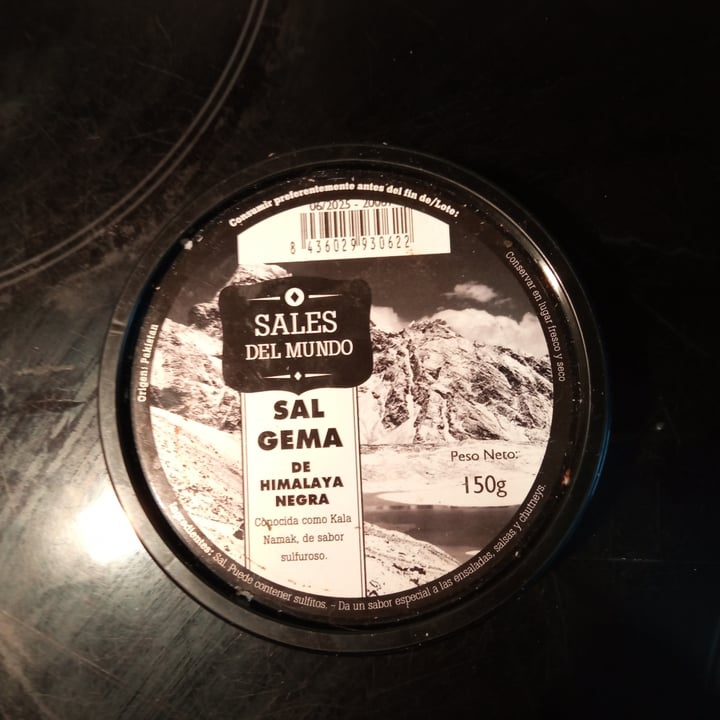 Consumir preferentemente antes del fin de/Lote:
06/2025 - 
8 436029 930622
SALES
DEL MUNDO
SAL
GEMA
DE
HIMALAYA
NEGRA
Conocida como Kala
Namak, de sabor
sulfuroso.
Peso Neto:
150g
Conservar en lugar fresco y seco
Origen: Pakistan
Ingredientes: Sal. Puede contener sulfitos. - Da un sabor especial a las ensaladas, salsas y chutneys.